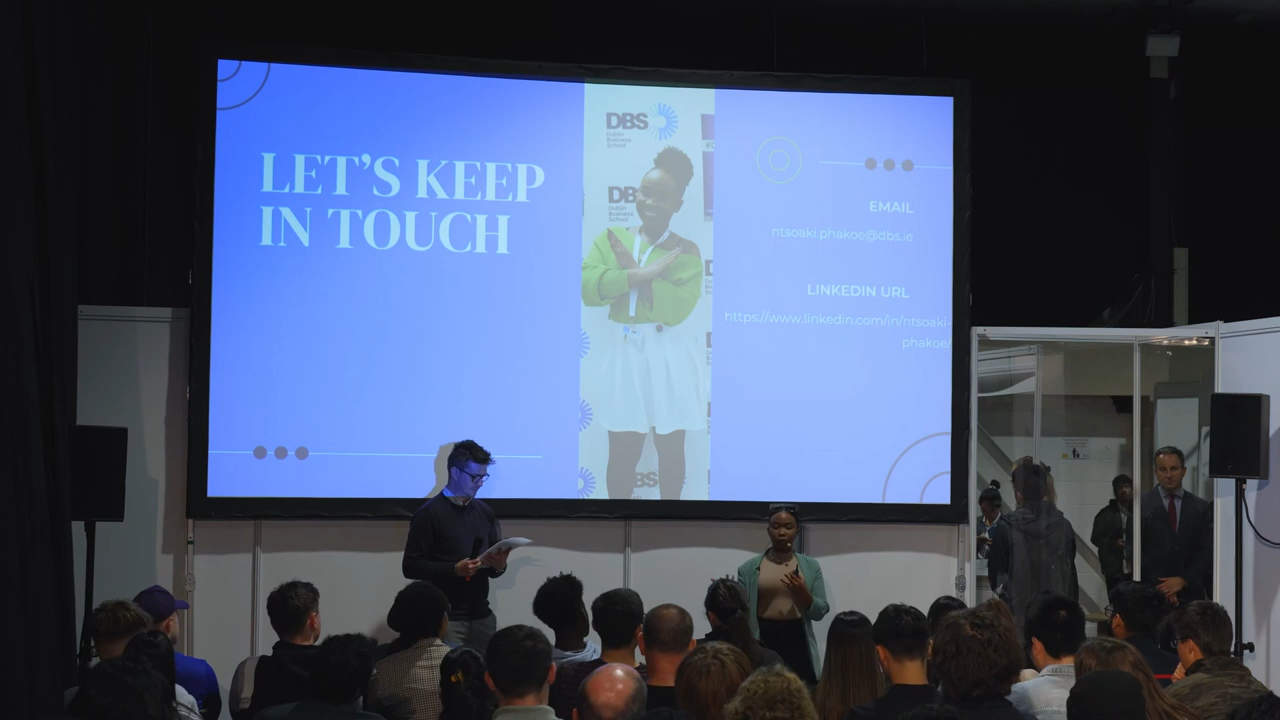 LET'S KEEP
IN TOUCH
DBS
Dublin
Business
School
DBS
Dublin
Business
School
EMAIL
ntsoaki.phakoe@dbs.ie
LINKEDIN URL
https://www.linkedin.com/in/ntsoaki-
phakoe/